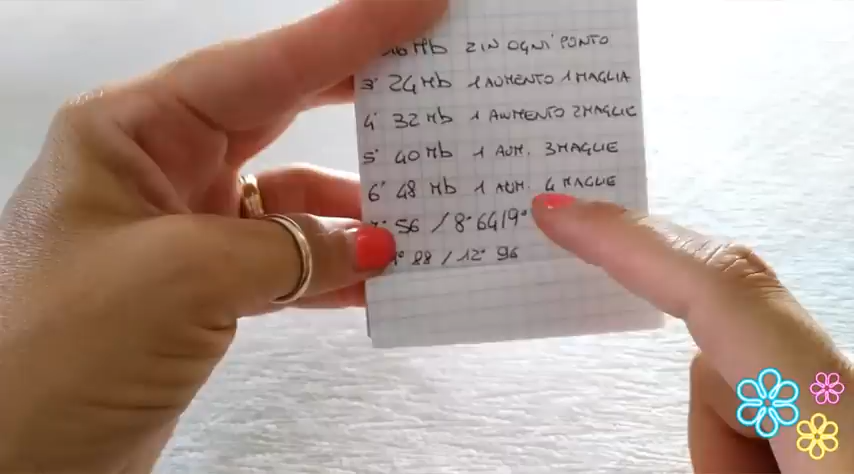 16 Mb 2 IN OGNI PUNTO
3° 24 Mb 1 AUMENTO 1 MAGLIA
4° 32 Mb 1 AUMENTO 2 MAGLIE
5° 40 Mb 1 AUM. 3 MAGLIE
6° 48 Mb 1 AUM. 4 MAGLIE
56 / 8° 64 / 9°
88 / 12° 96